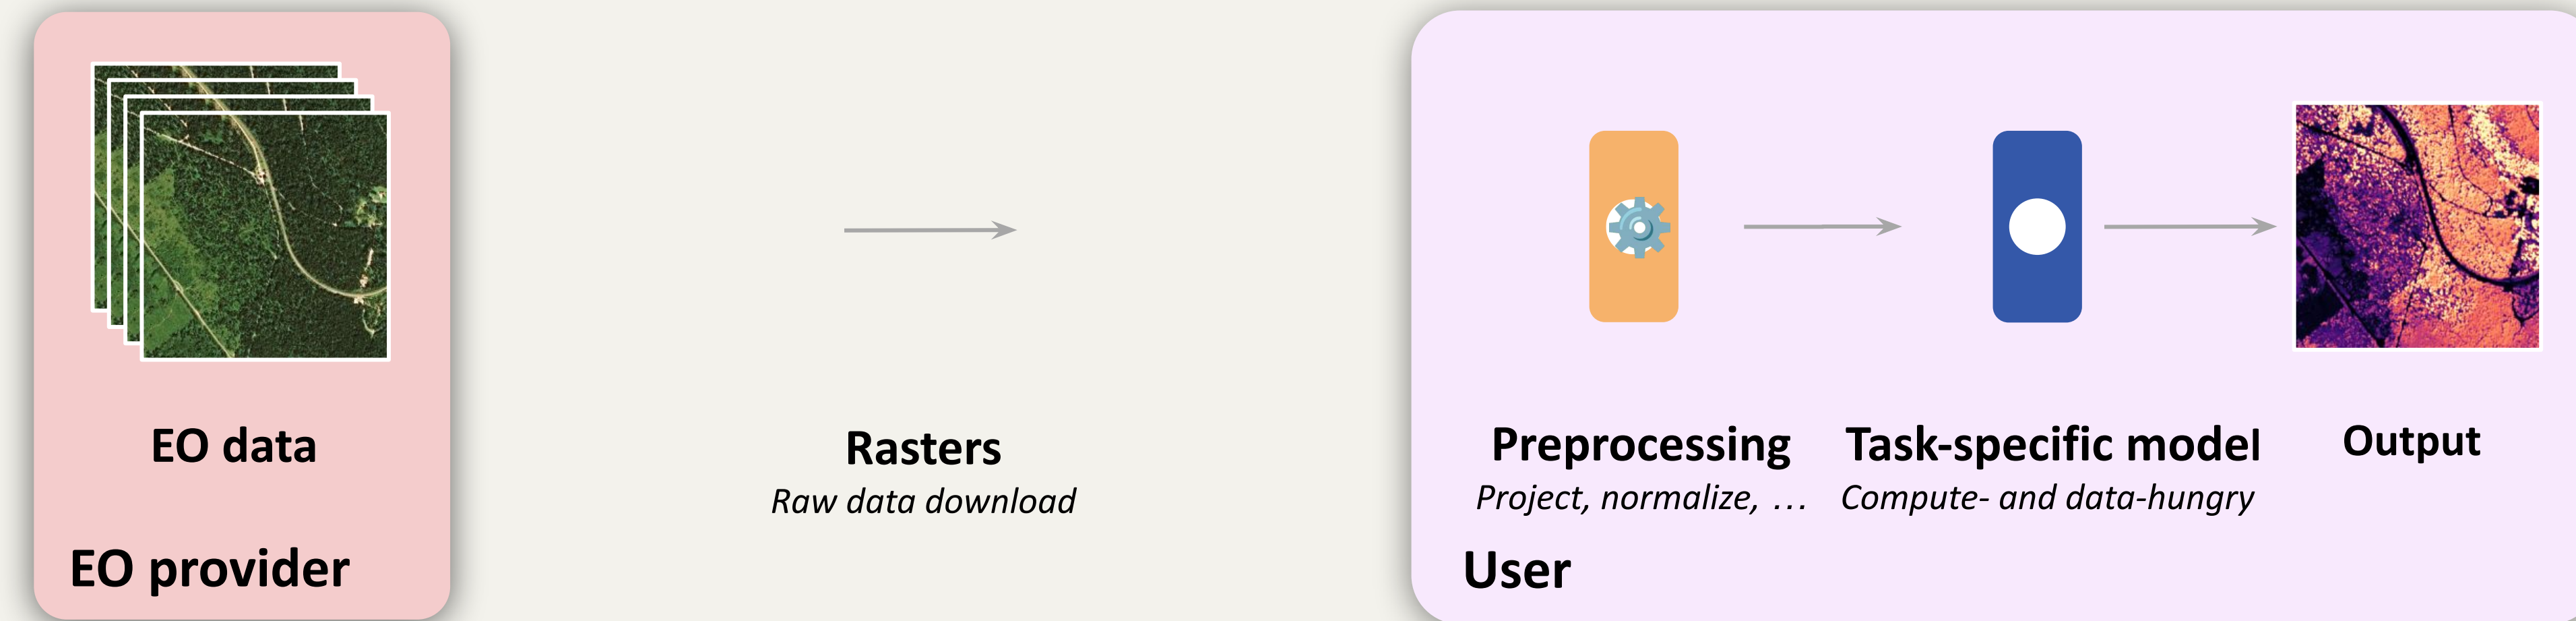 EO data
EO provider
Rasters
Raw data download
Preprocessing
Project, normalize, …
Task-specific model
Compute- and data-hungry
Output
User